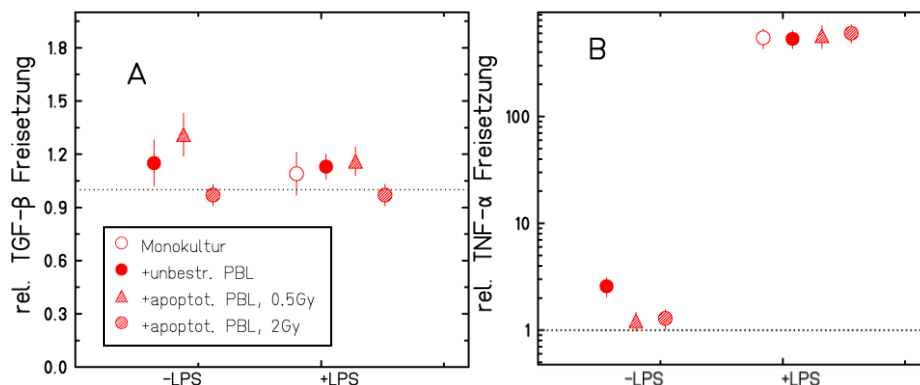 rel. TGF-β Freisetzung
1.8
1.5
1.2
0.9
0.6
0.3
0.0
A
Monokultur
+unbestr. PBL
+apoptot. PBL, 0.5Gy
+apoptot. PBL, 2Gy
-LPS
+LPS
rel. TNF-α Freisetzung
100
10
1
B
-LPS
+LPS